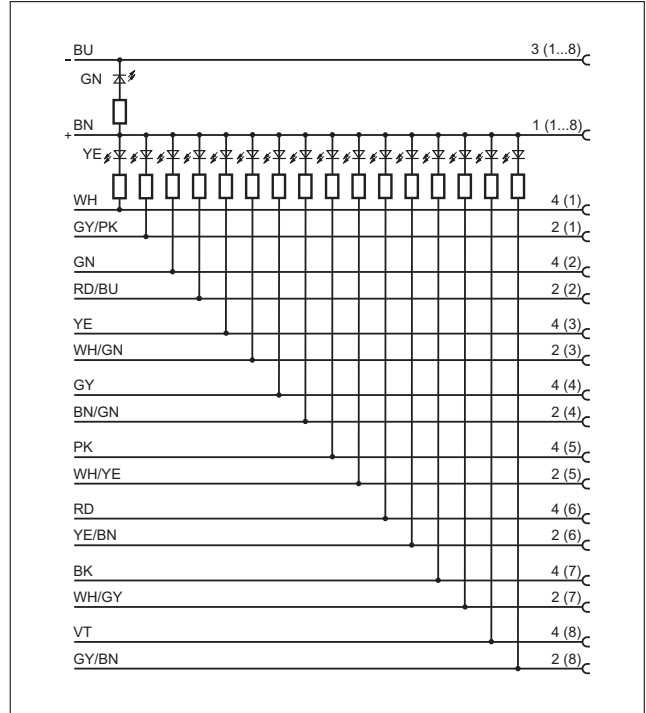 BU 3 (1...8)
-
GN
BN 1 (1...8)
+
YE
WH 4 (1)
GY/PK 2 (1)
GN 4 (2)
RD/BU 2 (2)
YE 4 (3)
WH/GN 2 (3)
GY 4 (4)
BN/GN 2 (4)
PK 4 (5)
WH/YE 2 (5)
RD 4 (6)
YE/BN 2 (6)
BK 4 (7)
WH/GY 2 (7)
VT 4 (8)
GY/BN 2 (8)